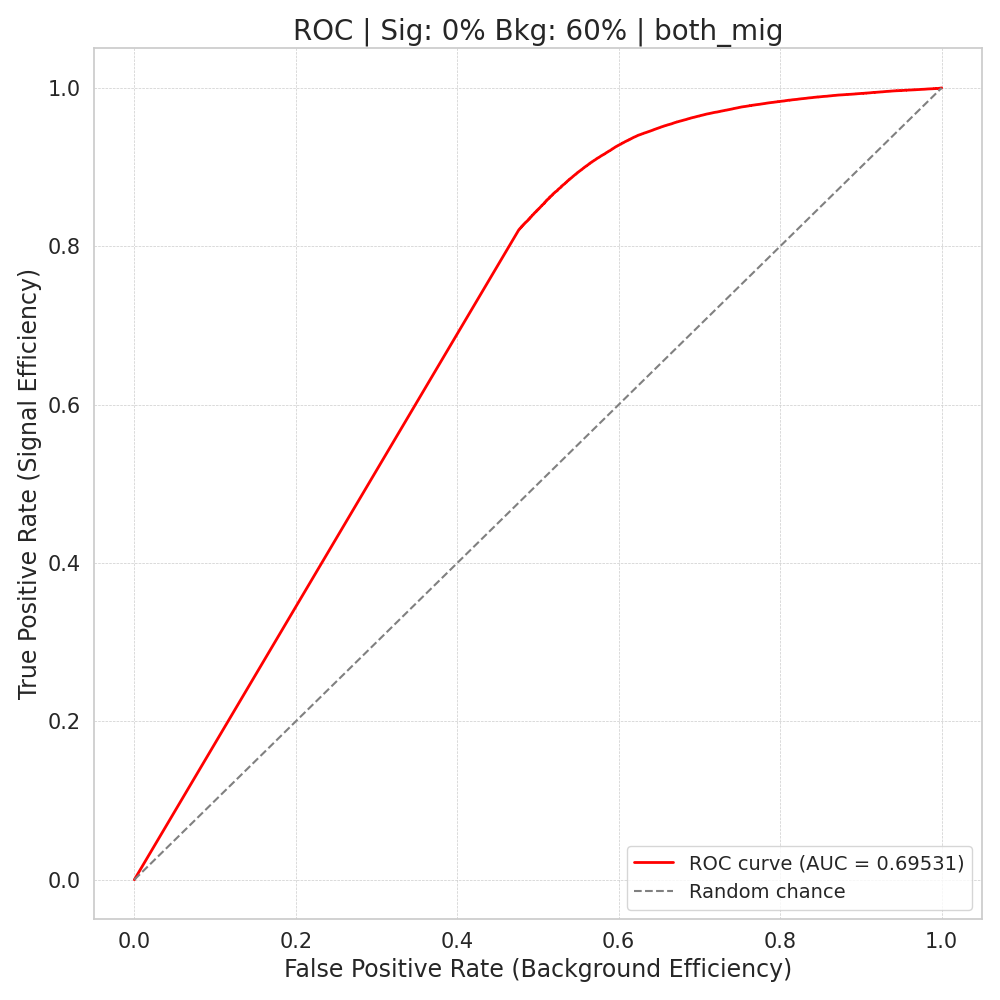 ROC | Sig: 0% Bkg: 60% | both_mig
True Positive Rate (Signal Efficiency)
1.0
0.8
0.6
0.4
0.2
0.0
ROC curve (AUC = 0.69531)
Random chance
0.0 0.2 0.4 0.6 0.8 1.0
False Positive Rate (Background Efficiency)